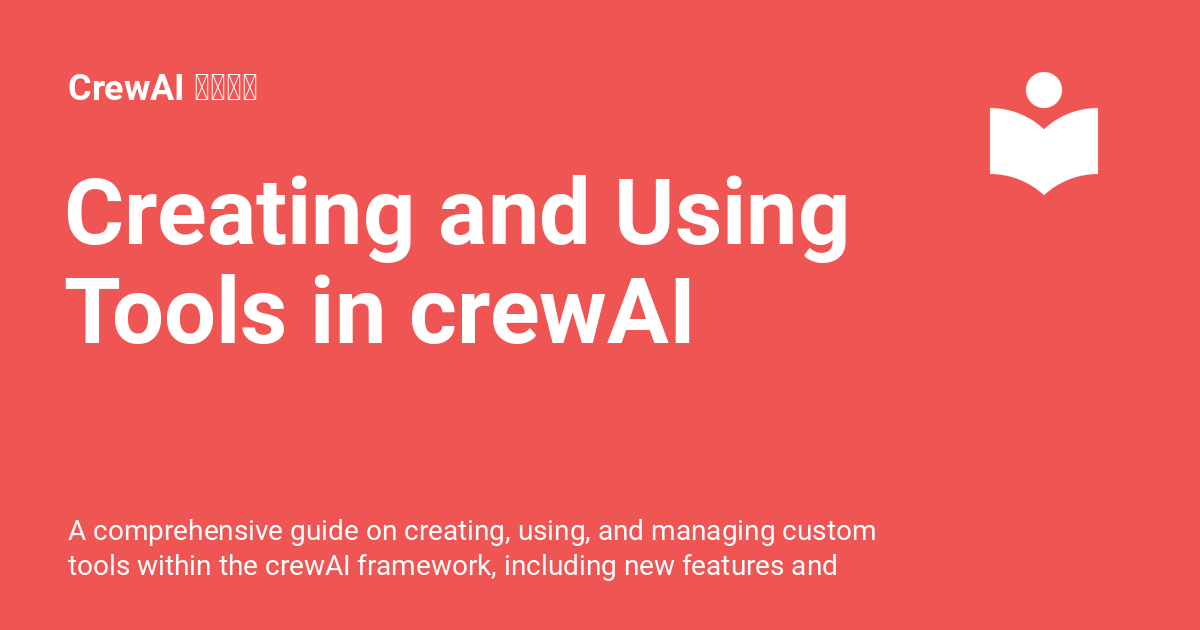 CrewAI
Creating and Using
Tools in crewAI
A comprehensive guide on creating, using, and managing custom
tools within the crewAI framework, including new features and